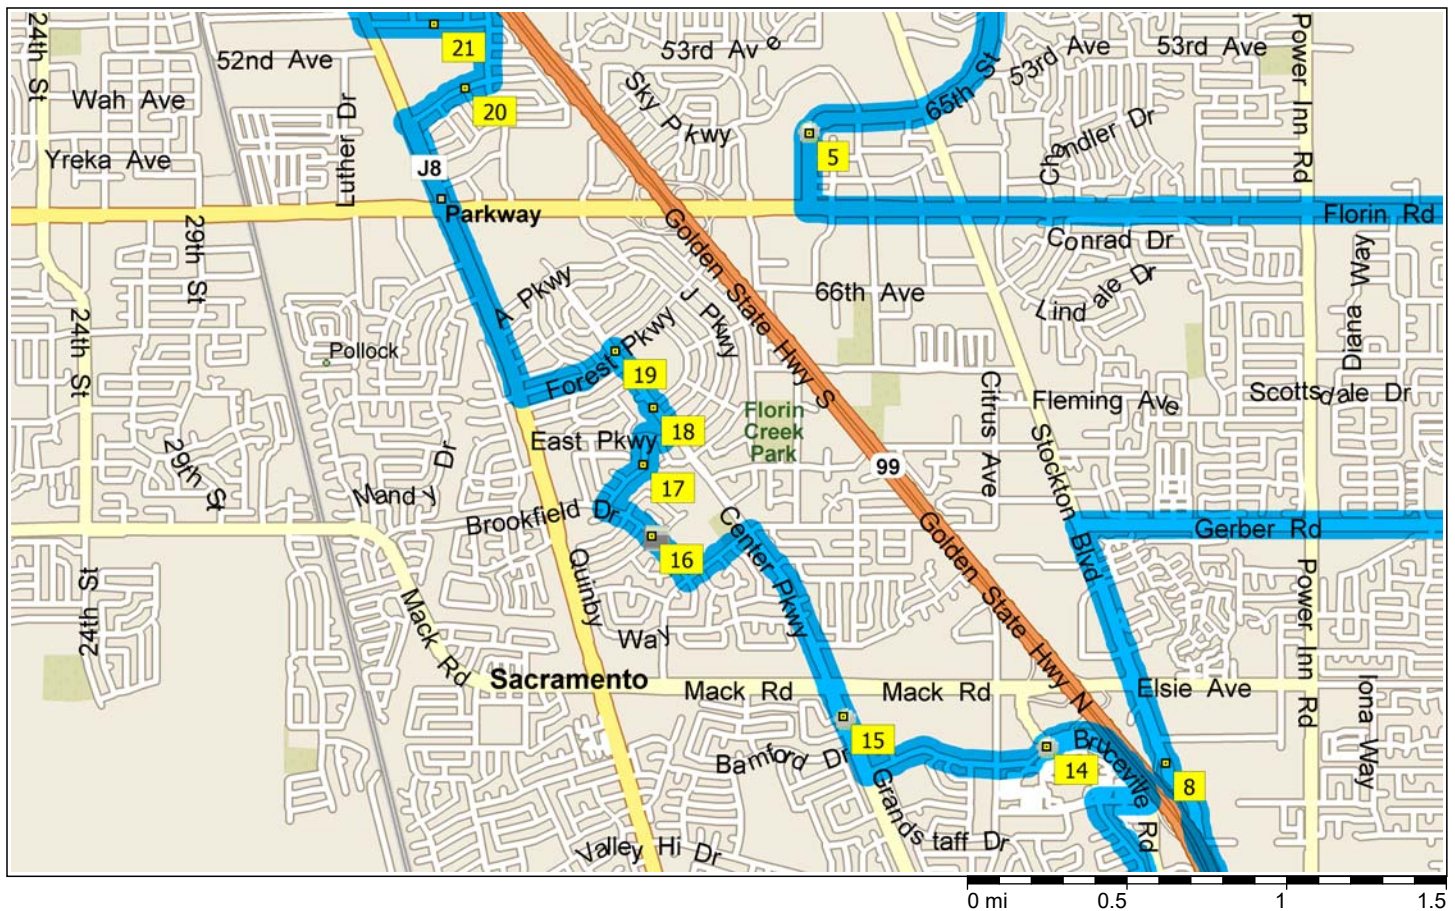 24th St
52nd Ave
Wah Ave
Yreka Ave
Luther Dr
21
20
J8
Parkway
53rd Ave
Sky Pkwy
5
65th St
53rd Ave
53rd Ave
Chandler Dr
Power Inn Rd
Florin Rd
29th St
24th St
Pollock
A Pkwy
Forest Pkwy
J Pkwy
Golden State Hwy S
66th Ave
Conrad Dr
Lindale Dr
Diana Way
19
18
East Pkwy
17
Florin
Creek
Park
99
Citrus Ave
Fleming Ave
Scottsdale Dr
Stockton Blvd
29th St
Mandy Dr
Brookfield Dr
16
Center Pkwy
Golden State Hwy N
Gerber Rd
24th St
Mack Rd
Quinby Way
Power Inn Rd
Sacramento
Mack Rd
Mack Rd
Elsie Ave
Iona Way
15
Bamford Dr
14
Bruceville Rd
8
Grandstaff Dr
Valley Hi Dr
0 mi 0.5 1 1.5